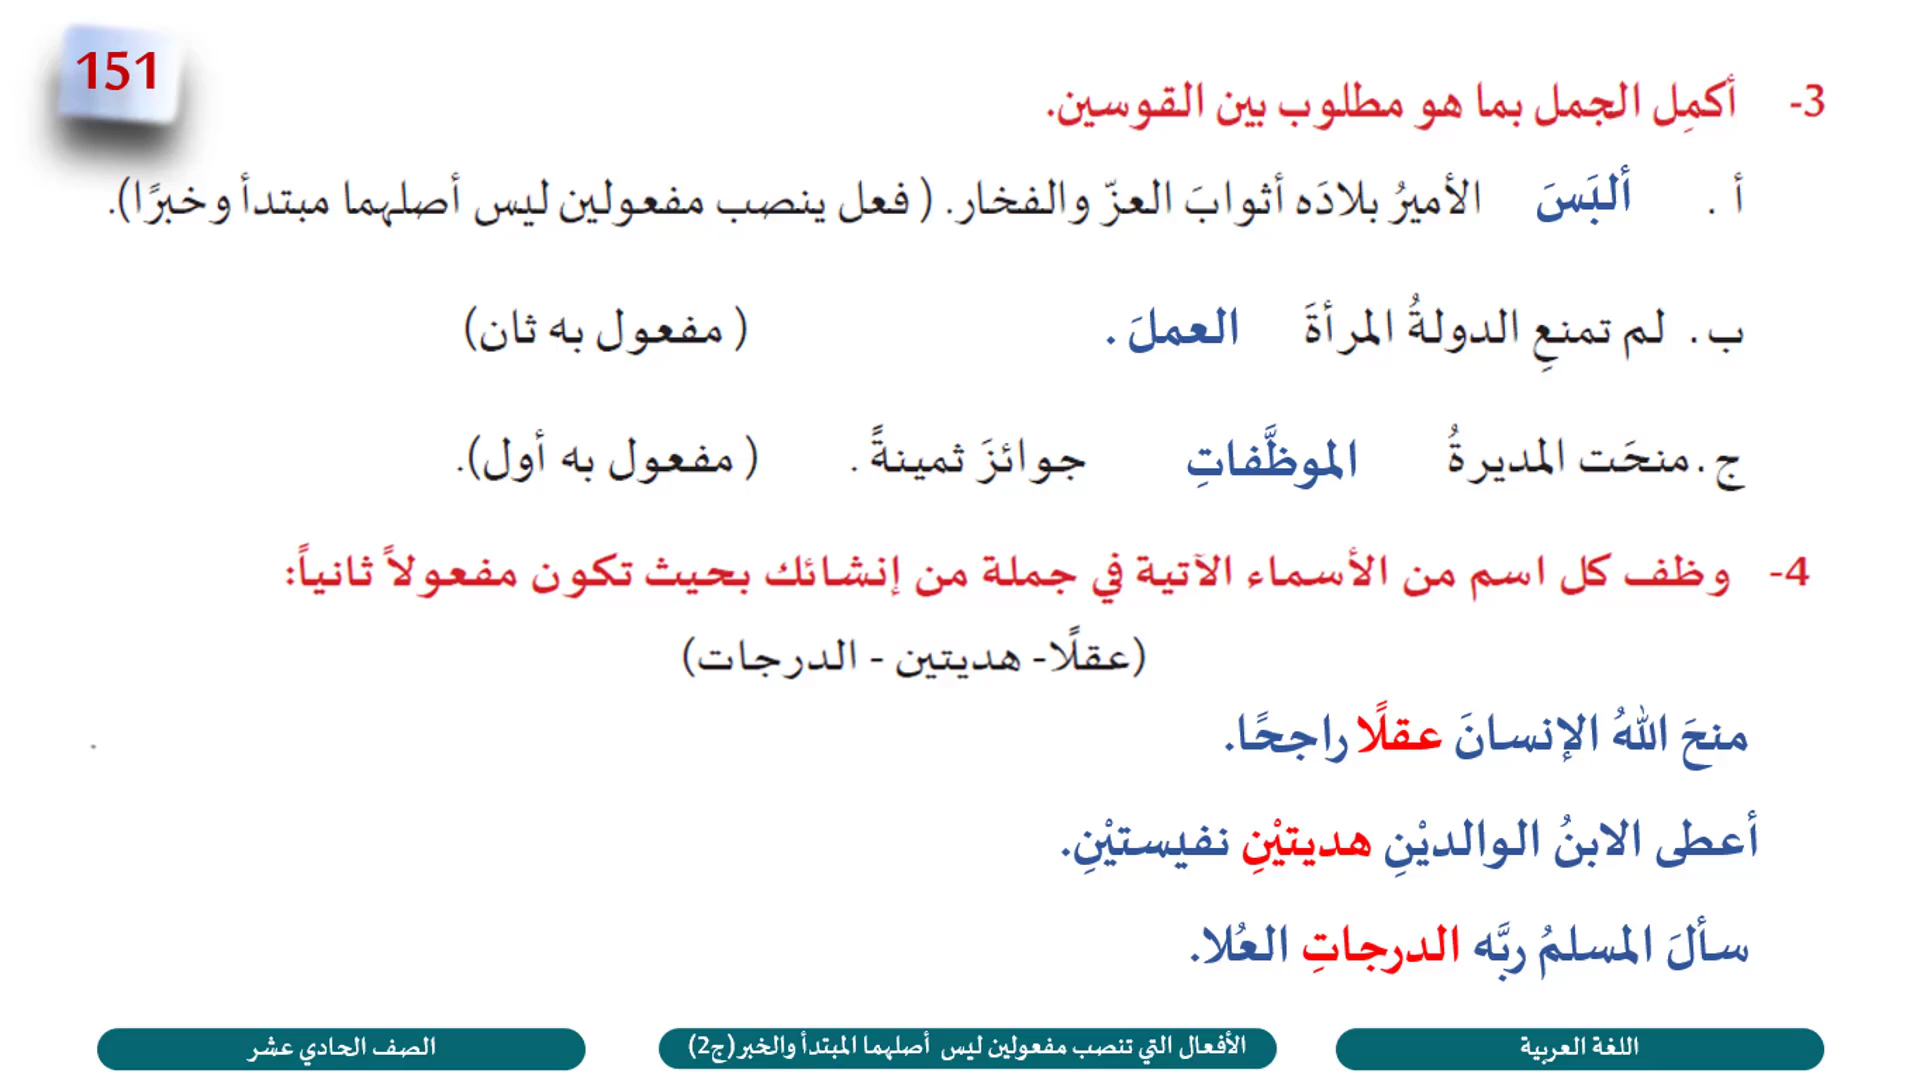 151
3- أكمِل الجمل بما هو مطلوب بين القوسين.
أ . ألبَسَ الأميرُ بلادَه أثوابَ العزّ والفخار. ( فعل ينصب مفعولين ليس أصلهما مبتدأ وخبرًا).
ب . لم تمنعِ الدولةُ المرأةَ العملَ . ( مفعول به ثان)
ج . منحَت المديرةُ الموظَّفاتِ جوائزَ ثمينةً . ( مفعول به أول).
4- وظف كل اسم من الأسماء الآتية في جملة من إنشائك بحيث تكون مفعولاً ثانياً:
(عقلًا- هديتين - الدرجات)
منحَ اللهُ الإنسانَ عقلًا راجحًا.
أعطى الابنُ الوالديْنِ هديتيْنِ نفيستيْنِ.
سألَ المسلمُ ربَّه الدرجاتِ العُلا.
اللغة العربية
الأفعال التي تنصب مفعولين ليس أصلهما المبتدأ والخبر(ج2)
الصف الحادي عشر